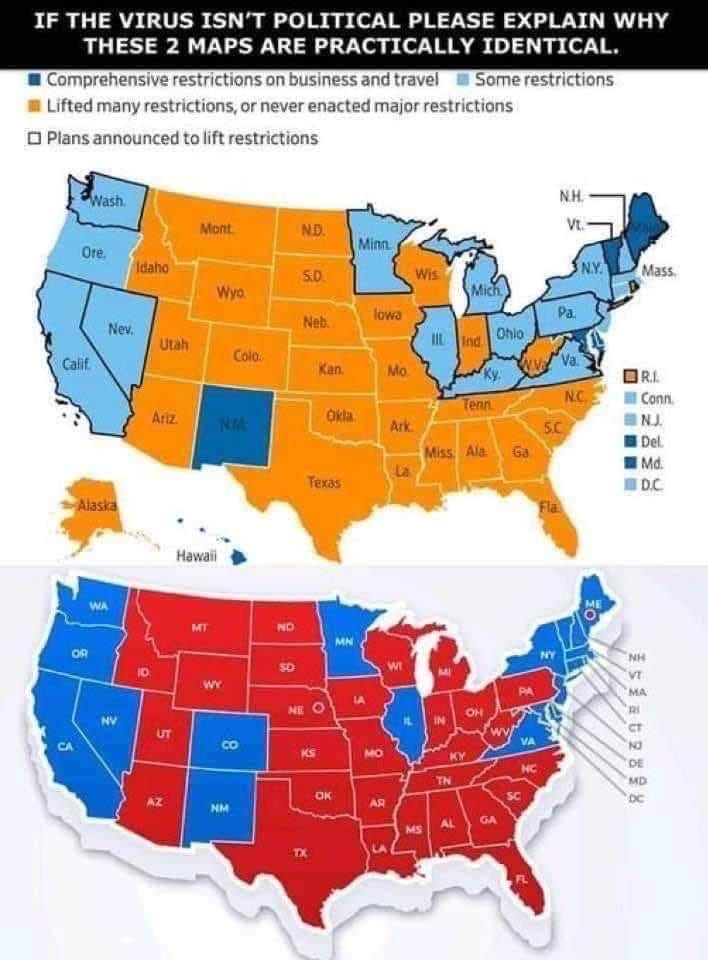 IF THE VIRUS ISN'T POLITICAL PLEASE EXPLAIN WHY
THESE 2 MAPS ARE PRACTICALLY IDENTICAL.
Comprehensive restrictions on business and travel Some restrictions
Lifted many restrictions, or never enacted major restrictions
Plans announced to lift restrictions
N.H.
Wash.
Vt.
Mont.
N.D.
Maine
Minn.
Ore.
Idaho
S.D.
Wis.
N.Y.
Mass.
Wyo.
Mich.
Iowa
Pa.
Neb.
Nev.
Ill.
Ind.
Ohio
Utah
Colo.
Calif.
Kan.
Mo.
W.Va.
Va.
Ky.
R.I.
N.C.
Conn.
Tenn.
Ariz.
N.M.
Okla.
Ark.
S.C.
N.J.
Del.
Miss.
Ala.
Ga.
Md.
La.
Texas
D.C.
Alaska
Fla.
Hawaii
WA
ME
MT
ND
MN
OR
NY
NH
ID
SD
WI
MI
VT
WY
MA
PA
IA
NE
RI
NV
OH
IL
IN
CT
UT
WV
CA
CO
VA
NJ
KS
MO
KY
DE
NC
TN
MD
AZ
NM
OK
AR
SC
DC
MS
AL
GA
LA
TX
FL